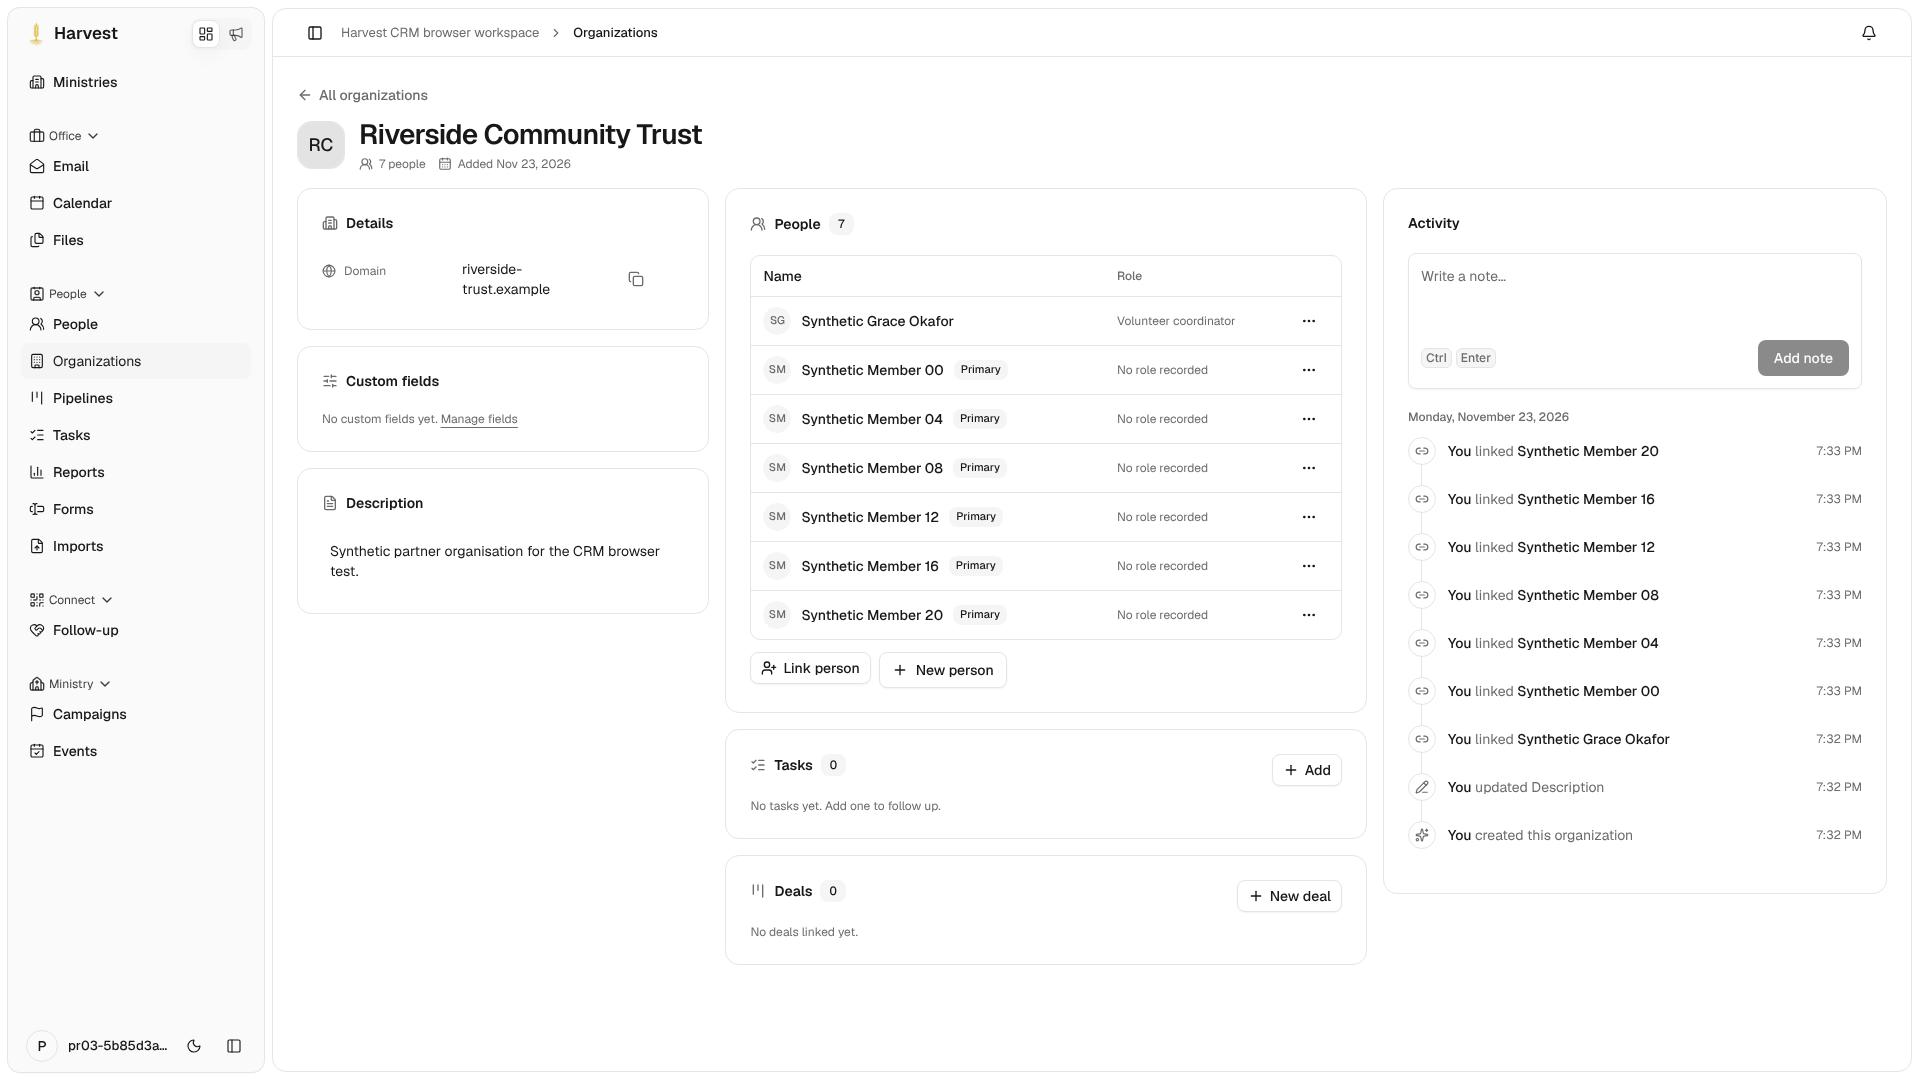 Harvest
Ministries
Office
Email
Calendar
Files
People
People
Organizations
Pipelines
Tasks
Reports
Forms
Imports
Connect
Follow-up
Ministry
Campaigns
Events
P pr03-5b85d3a...
Harvest CRM browser workspace > Organizations
All organizations
RC
Riverside Community Trust
7 people Added Nov 23, 2026
Details
Domain
riverside-
trust.example
Custom fields
No custom fields yet. Manage fields
Description
Synthetic partner organisation for the CRM browser
test.
People 7
Name Role
SG Synthetic Grace Okafor Volunteer coordinator
SM Synthetic Member 00 Primary No role recorded
SM Synthetic Member 04 Primary No role recorded
SM Synthetic Member 08 Primary No role recorded
SM Synthetic Member 12 Primary No role recorded
SM Synthetic Member 16 Primary No role recorded
SM Synthetic Member 20 Primary No role recorded
Link person New person
Tasks 0 Add
No tasks yet. Add one to follow up.
Deals 0 New deal
No deals linked yet.
Activity
Write a note...
Ctrl Enter Add note
Monday, November 23, 2026
You linked Synthetic Member 20 7:33 PM
You linked Synthetic Member 16 7:33 PM
You linked Synthetic Member 12 7:33 PM
You linked Synthetic Member 08 7:33 PM
You linked Synthetic Member 04 7:33 PM
You linked Synthetic Member 00 7:33 PM
You linked Synthetic Grace Okafor 7:32 PM
You updated Description 7:32 PM
You created this organization 7:32 PM